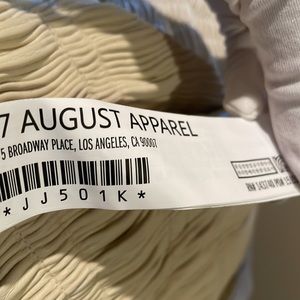 7 AUGUST APPAREL
5 BROADWAY PLACE, LOS ANGELES, CA 90007
*JJ501K*